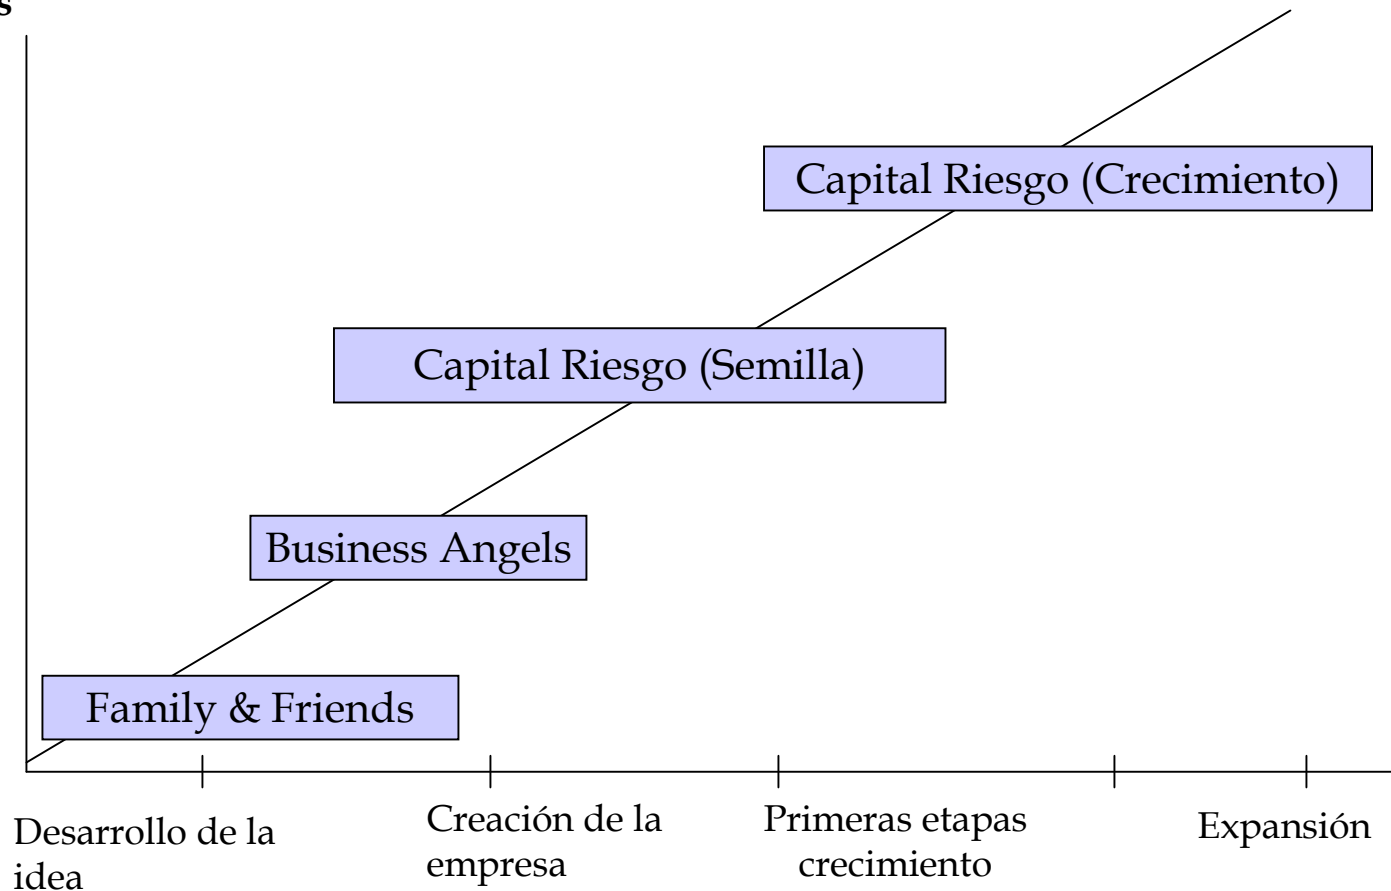 Capital Riesgo (Crecimiento)
Capital Riesgo (Semilla)
Business Angels
Family & Friends
Desarrollo de la
idea
Creación de la
empresa
Primeras etapas
crecimiento
Expansión